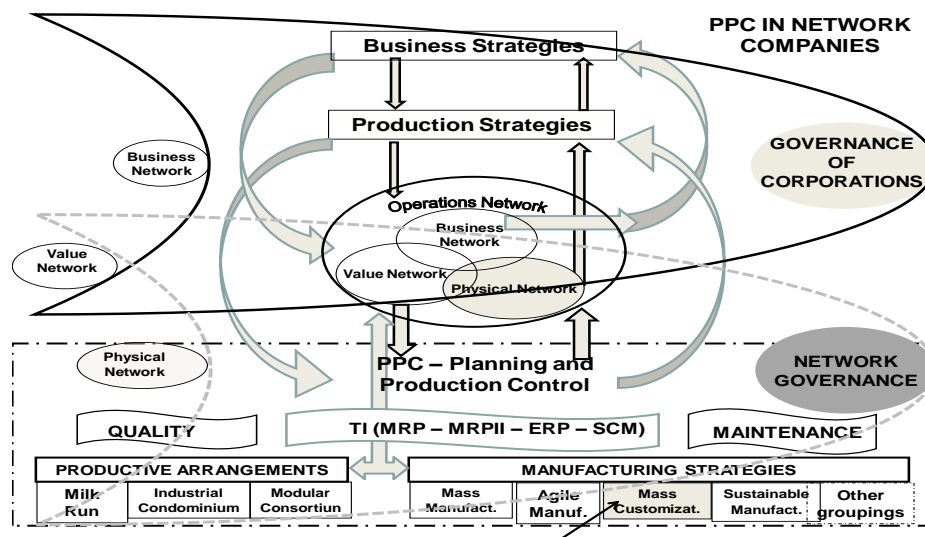 PPC IN NETWORK
COMPANIES
Business Strategies
Production Strategies
Business
Network
GOVERNANCE
OF
CORPORATIONS
Operations Network
Business
Network
Value
Network
Value Network
Physical Network
Physical
Network
PPC – Planning and
Production Control
NETWORK
GOVERNANCE
QUALITY
TI (MRP – MRPII – ERP – SCM)
MAINTENANCE
PRODUCTIVE ARRANGEMENTS
MANUFACTURING STRATEGIES
Milk
Run
Industrial
Condominium
Modular
Consortiun
Mass
Manufact.
Agile
Manuf.
Mass
Customizat.
Sustainable
Manufact.
Other
groupings